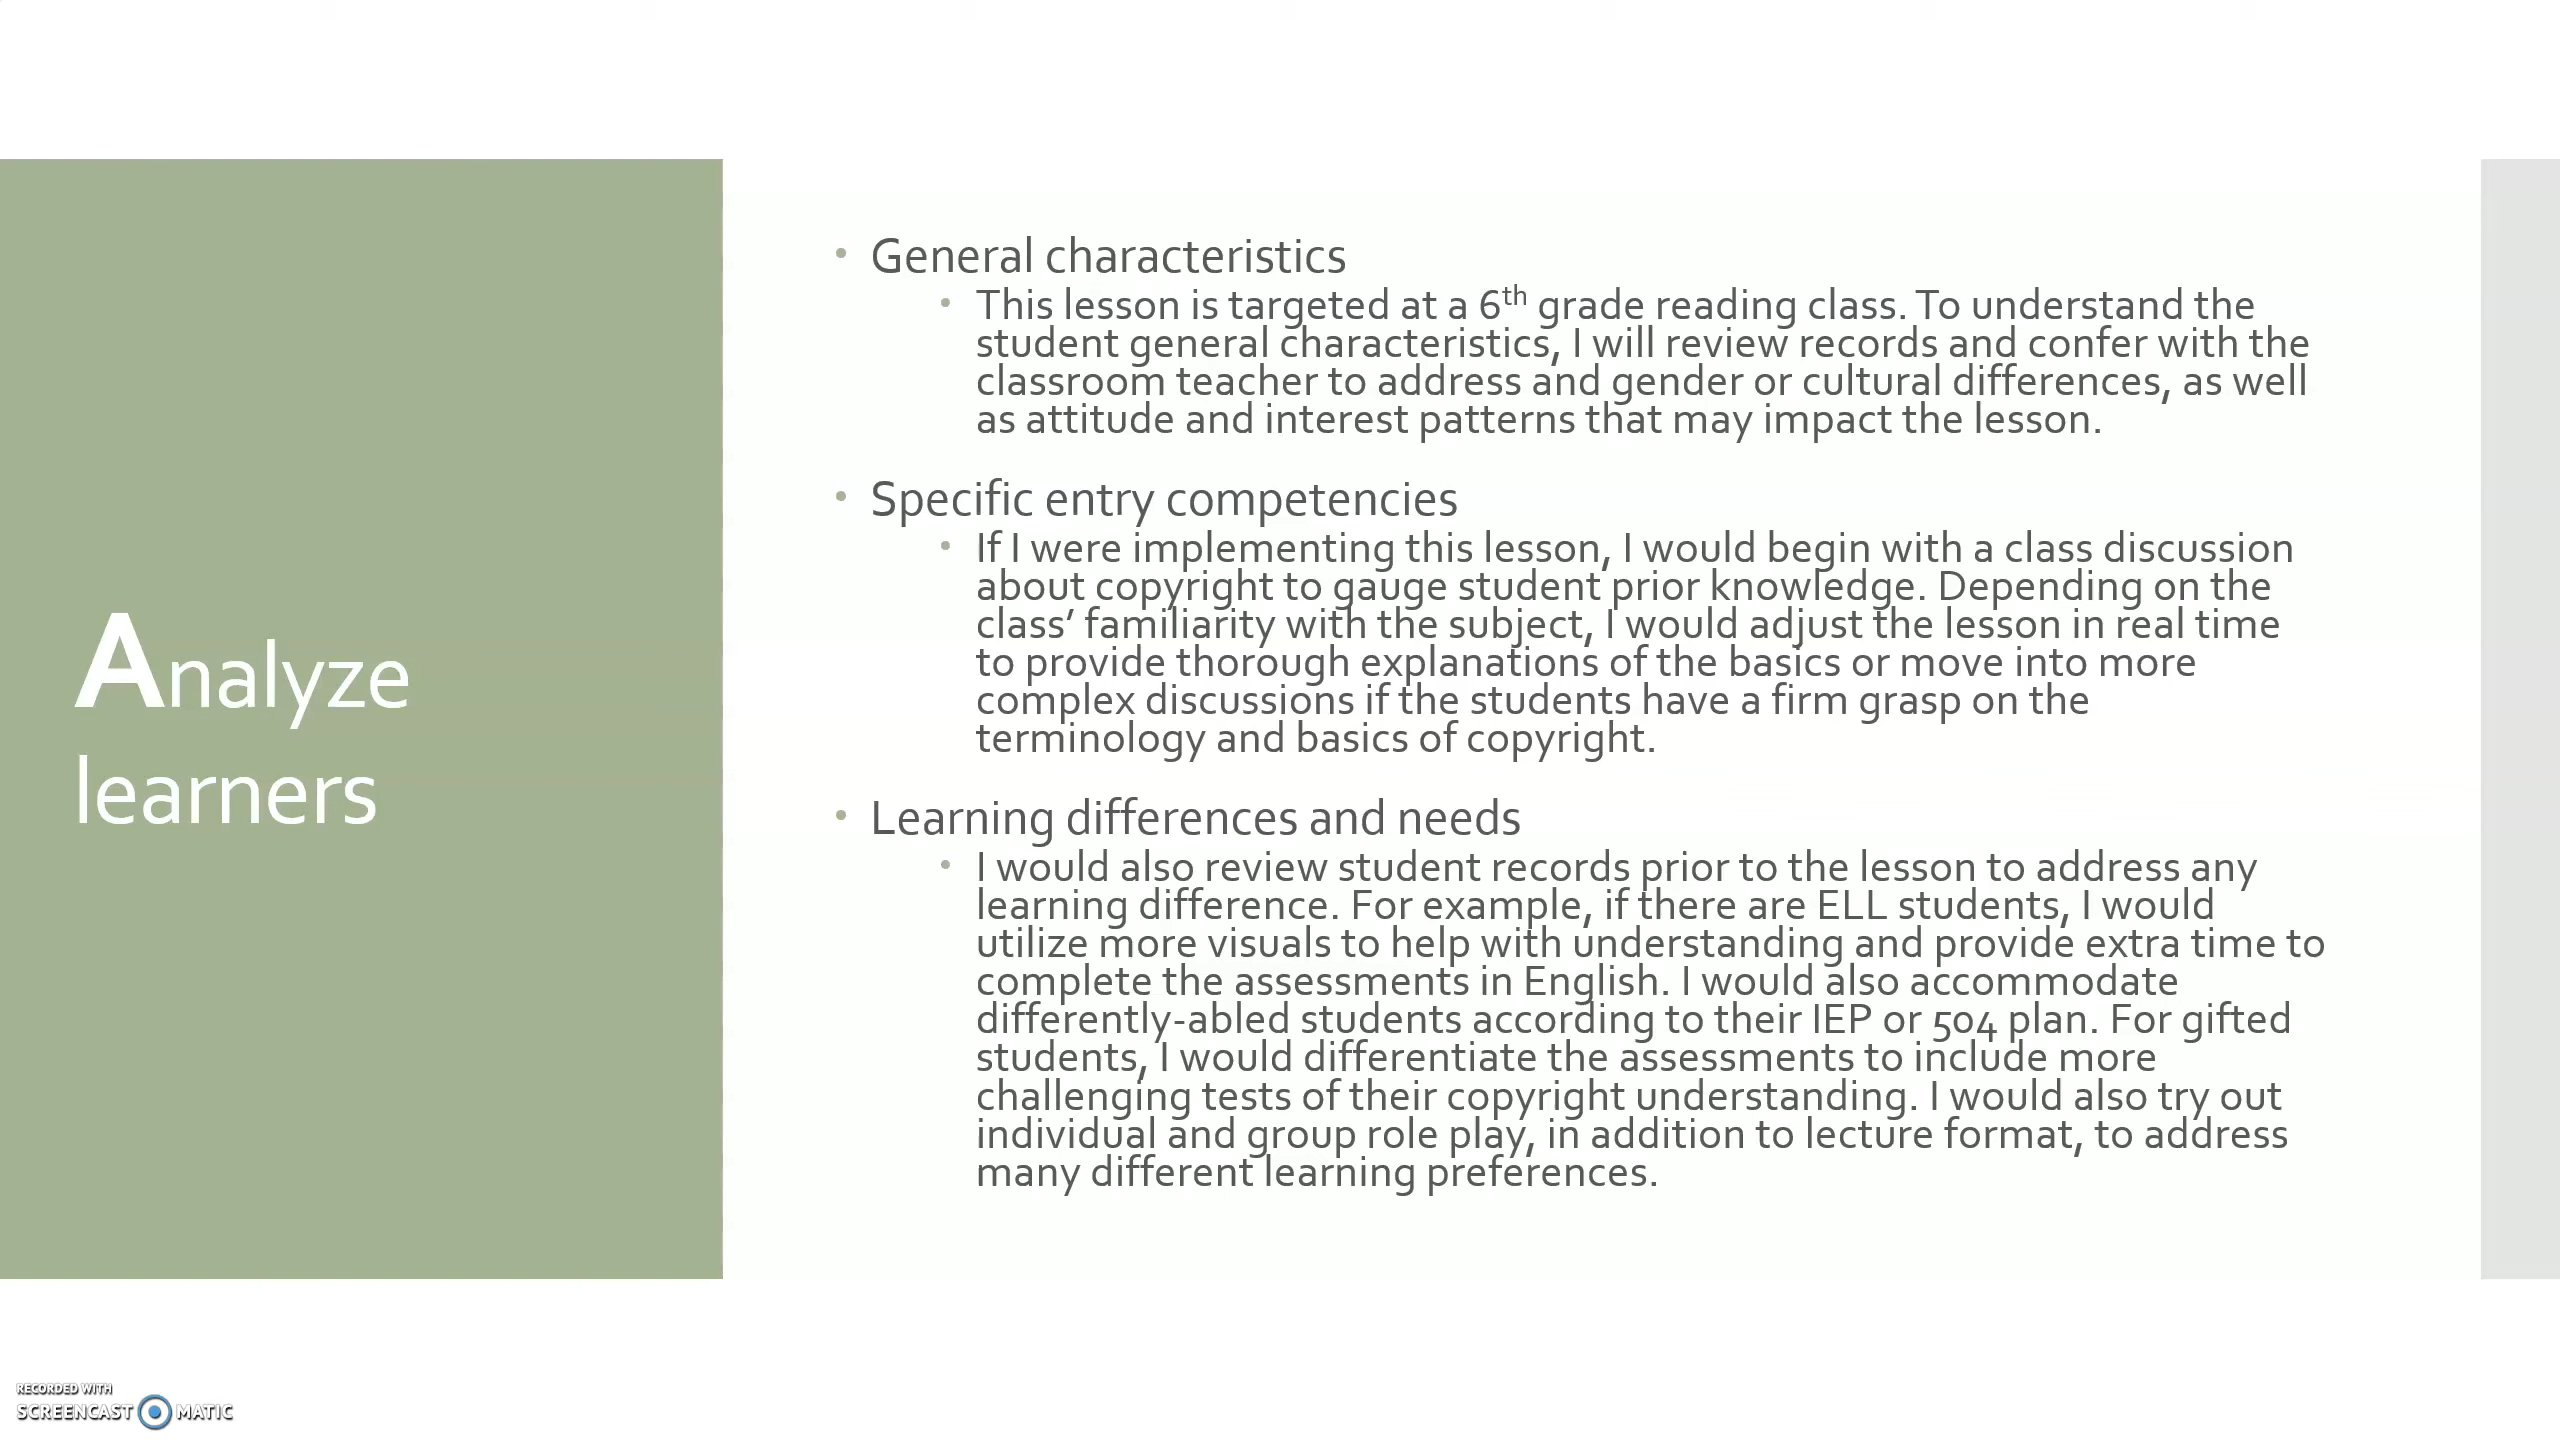 Analyze
learners
• General characteristics
• This lesson is targeted at a 6th grade reading class. To understand the
student general characteristics, I will review records and confer with the
classroom teacher to address and gender or cultural differences, as well
as attitude and interest patterns that may impact the lesson.
• Specific entry competencies
• If I were implementing this lesson, I would begin with a class discussion
about copyright to gauge student prior knowledge. Depending on the
class’ familiarity with the subject, I would adjust the lesson in real time
to provide thorough explanations of the basics or move into more
complex discussions if the students have a firm grasp on the
terminology and basics of copyright.
• Learning differences and needs
• I would also review student records prior to the lesson to address any
learning difference. For example, if there are ELL students, I would
utilize more visuals to help with understanding and provide extra time to
complete the assessments in English. I would also accommodate
differently-abled students according to their IEP or 504 plan. For gifted
students, I would differentiate the assessments to include more
challenging tests of their copyright understanding. I would also try out
individual and group role play, in addition to lecture format, to address
many different learning preferences.
RECORDED WITH
SCREENCAST MATIC